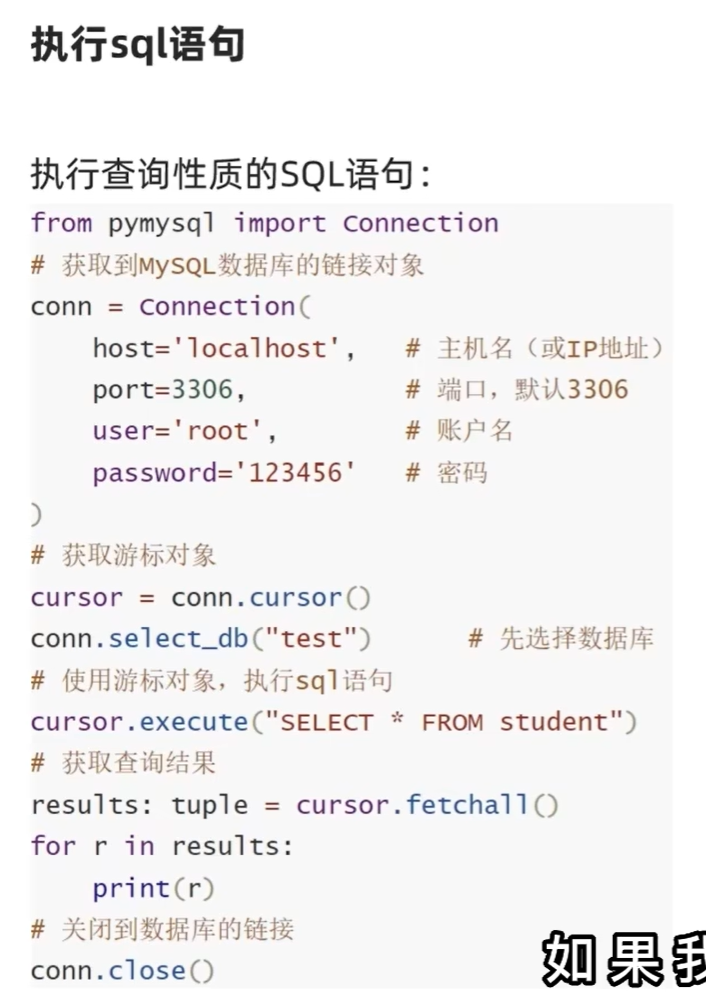 执行sql语句
执行查询性质的SQL语句：
from pymysql import Connection
# 获取到MySQL数据库的链接对象
conn = Connection(
    host='localhost',   # 主机名（或IP地址）
    port=3306,          # 端口，默认3306
    user='root',        # 账户名
    password='123456'   # 密码
)
# 获取游标对象
cursor = conn.cursor()
conn.select_db("test")      # 先选择数据库
# 使用游标对象，执行sql语句
cursor.execute("SELECT * FROM student")
# 获取查询结果
results: tuple = cursor.fetchall()
for r in results:
    print(r)
# 关闭到数据库的链接
conn.close()
如果我